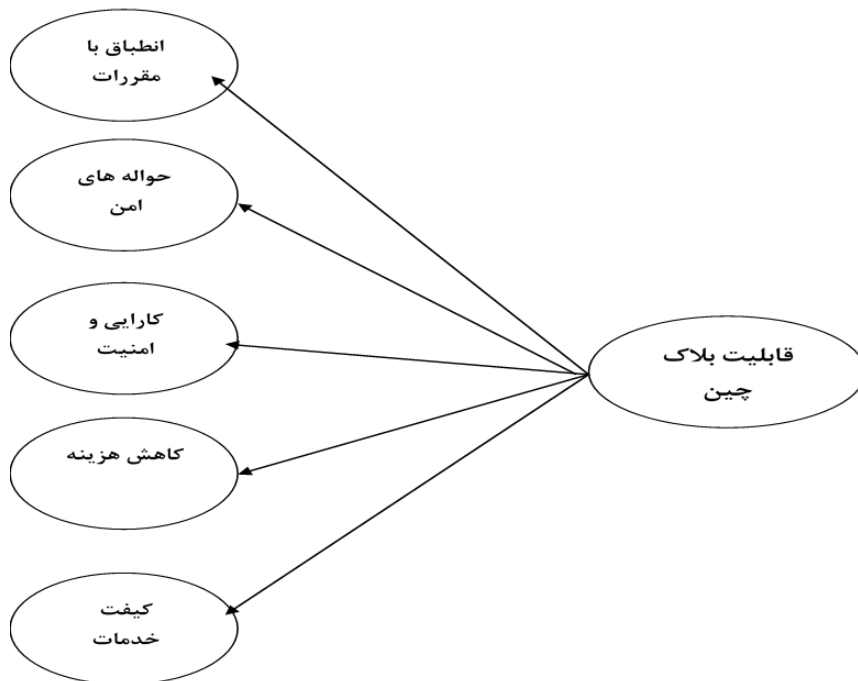 انطباق با
مقررات
حواله های
امن
کارایی و
امنیت
قابلیت بلاک
چین
کاهش هزینه
کیفت
خدمات